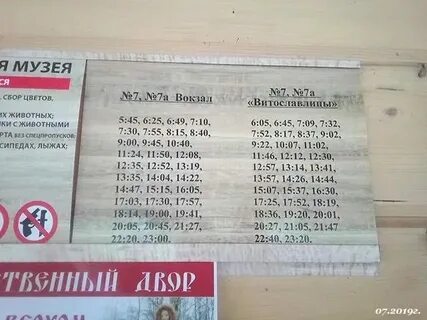 Я МУЗЕЯ
СЯ
СБОР ЦВЕТОВ.
ИХ ЖИВОТНЫХ;
КИ С ЖИВОТНЫМИ
РТА БЕЗ СПЕЦПРОПУСКОВ;
СИПЕДАХ, ЛЫЖАХ;
№7, №7а Вокзал
5:45, 6:25, 6:49, 7:10,
7:30, 7:55, 8:15, 8:40,
9:00, 9:45, 10:40,
11:24, 11:50, 12:08,
12:35, 12:52, 13:19,
13:35, 14:04, 14:22,
14:47, 15:15, 16:05,
17:03, 17:30, 17:57,
18:14, 19:00, 19:41,
20:05, 20:45, 21:27,
22:20, 23:00.
№7, №7а
«Витославлицы»
6:05, 6:45, 7:09, 7:32,
7:52, 8:17, 8:37, 9:02,
9:22, 10:07, 11:02,
11:46, 12:12, 12:30,
12:57, 13:14, 13:41,
13:57, 14:26, 14:44,
15:07, 15:37, 16:30,
17:25, 17:52, 18:19,
18:36, 19:20, 20:01,
20:27, 21:05, 21:47
22:40, 23:20.
СТВЕННЫЙ ДВОР
07.2019г.